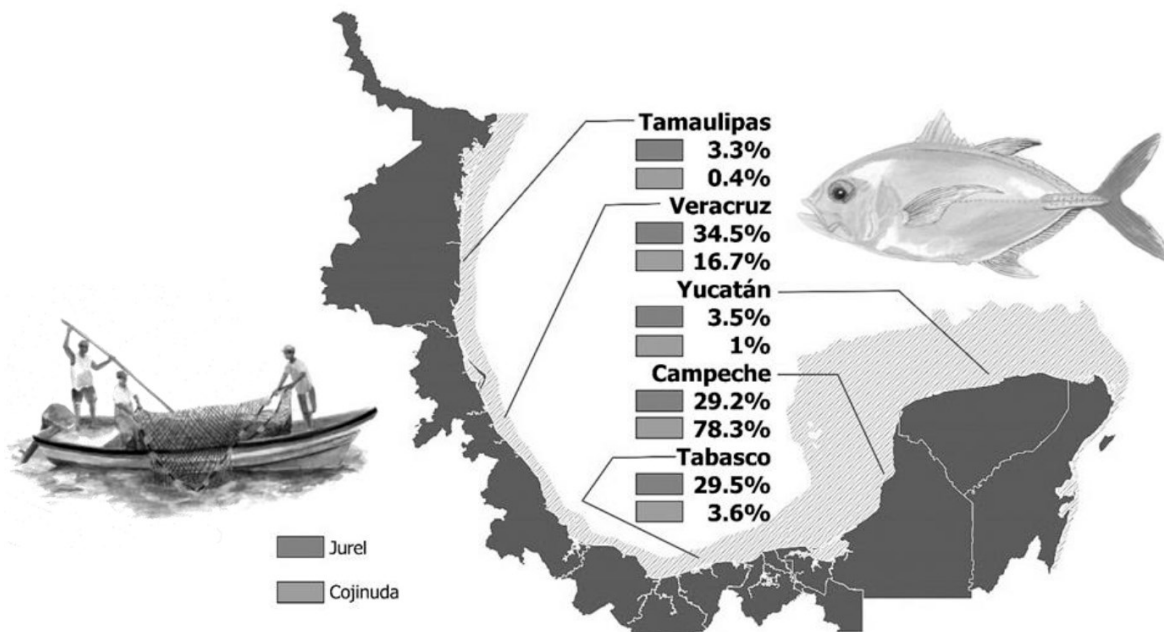 Tamaulipas
3.3%
0.4%
Veracruz
34.5%
16.7%
Yucatán
3.5%
1%
Campeche
29.2%
78.3%
Tabasco
29.5%
3.6%
Jurel
Cojinuda